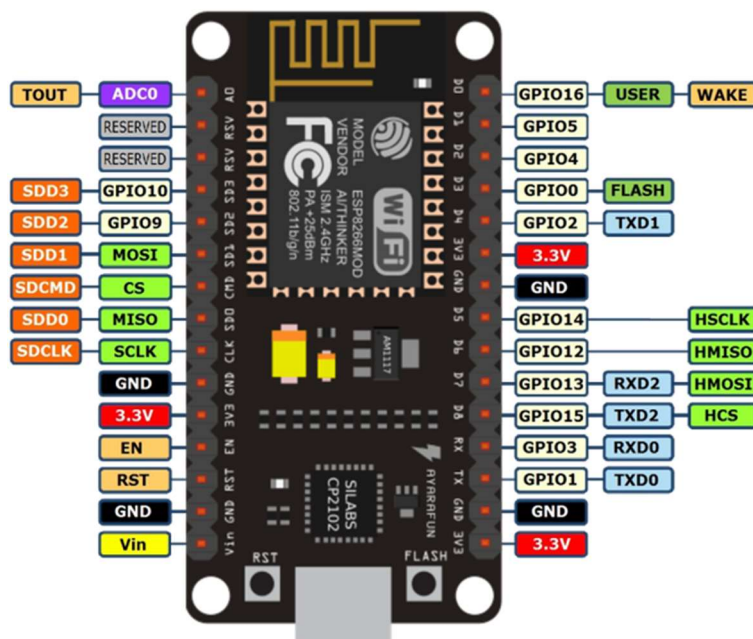 TOUT ADC0 A0 D0 GPIO16 USER WAKE
RESERVED RSV D1 GPIO5
RESERVED RSV D2 GPIO4
SDD3 GPIO10 SD3 D3 GPIO0 FLASH
SDD2 GPIO9 SD2 D4 GPIO2 TXD1
SDD1 MOSI SD1 3V3 3.3V
SDCMD CS CMD GND GND
SDD0 MISO SDO D5 GPIO14 HSCLK
SDCLK SCLK CLK D6 GPIO12 HMISO
GND GND D7 GPIO13 RXD2 HMOSI
3.3V 3V3 D8 GPIO15 TXD2 HCS
EN EN RX GPIO3 RXD0
RST RST TX GPIO1 TXD0
GND GND GND GND
Vin Vin 3V3 3.3V
MODEL ESP8266MOD
VENDOR AI/THINKER
ISM 2.4GHz
PA +25dBm
802.11b/g/n
FC
Wi Fi
AM1117
AYARAFUN
SILABS
CP2102
RST
FLASH